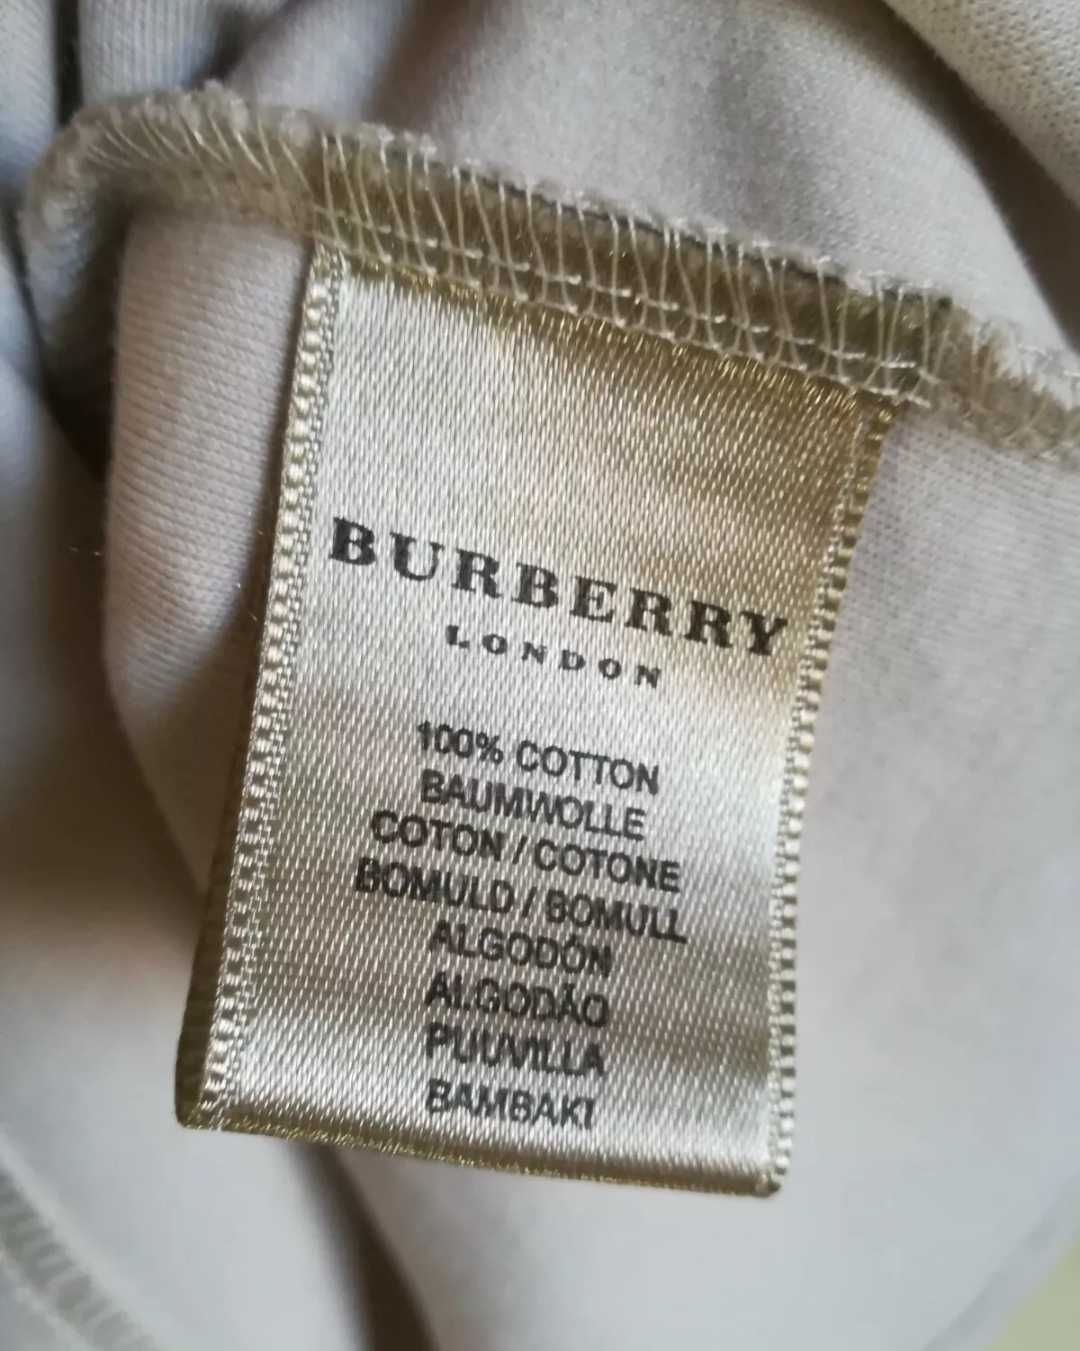 BURBERRY
LONDON
100% COTTON
BAUMWOLLE
COTON / COTONE
BOMULD / BOMULL
ALGODÓN
ALGODÃO
PUUVILLA
BAMBAKI